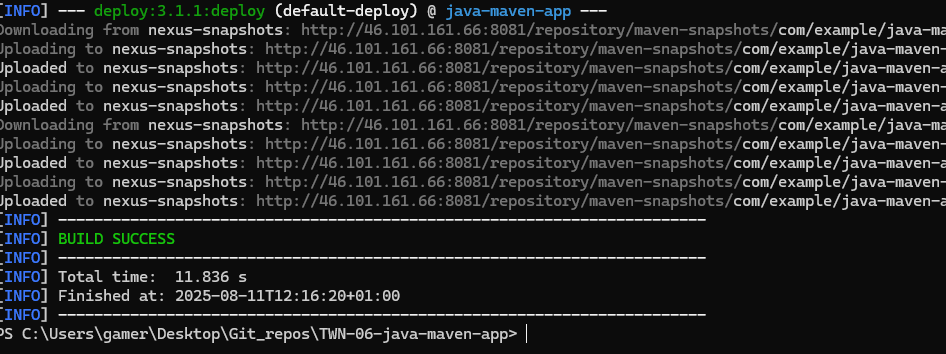 [INFO] --- deploy:3.1.1:deploy (default-deploy) @ java-maven-app ---
Downloading from nexus-snapshots: http://46.101.161.66:8081/repository/maven-snapshots/com/example/java-ma
Uploading to nexus-snapshots: http://46.101.161.66:8081/repository/maven-snapshots/com/example/java-maven-
Uploaded to nexus-snapshots: http://46.101.161.66:8081/repository/maven-snapshots/com/example/java-maven-a
Uploading to nexus-snapshots: http://46.101.161.66:8081/repository/maven-snapshots/com/example/java-maven-
Uploaded to nexus-snapshots: http://46.101.161.66:8081/repository/maven-snapshots/com/example/java-maven-a
Downloading from nexus-snapshots: http://46.101.161.66:8081/repository/maven-snapshots/com/example/java-ma
Uploading to nexus-snapshots: http://46.101.161.66:8081/repository/maven-snapshots/com/example/java-maven-
Uploaded to nexus-snapshots: http://46.101.161.66:8081/repository/maven-snapshots/com/example/java-maven-a
Uploading to nexus-snapshots: http://46.101.161.66:8081/repository/maven-snapshots/com/example/java-maven-
Uploaded to nexus-snapshots: http://46.101.161.66:8081/repository/maven-snapshots/com/example/java-maven-a
[INFO] ------------------------------------------------------------------------
[INFO] BUILD SUCCESS
[INFO] ------------------------------------------------------------------------
[INFO] Total time:  11.836 s
[INFO] Finished at: 2025-08-11T12:16:20+01:00
[INFO] ------------------------------------------------------------------------
PS C:\Users\gamer\Desktop\Git_repos\TWN-06-java-maven-app>